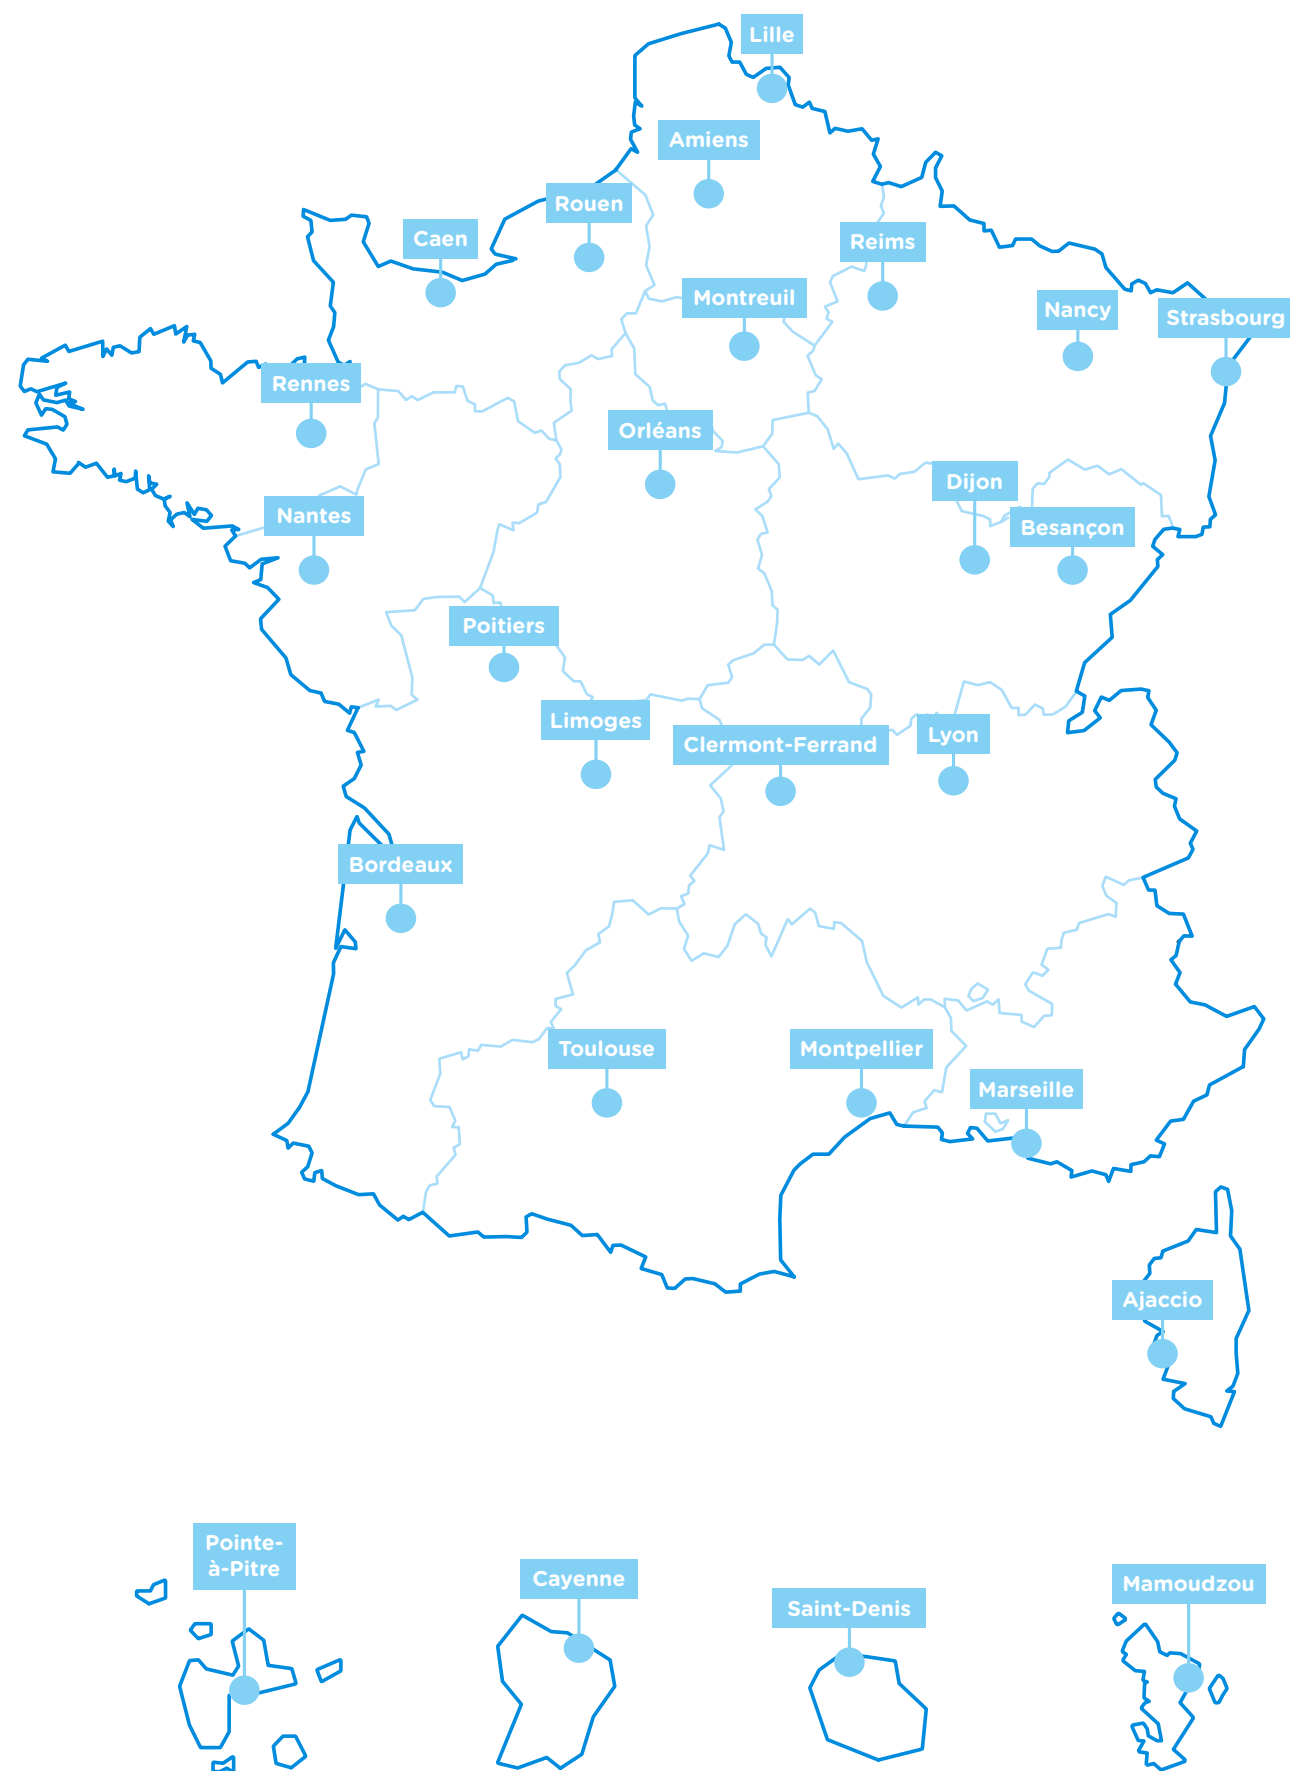 Lille
Amiens
Rouen
Caen
Reims
Montreuil
Nancy
Strasbourg
Rennes
Orléans
Dijon
Nantes
Besançon
Poitiers
Limoges
Clermont-Ferrand
Lyon
Bordeaux
Toulouse
Montpellier
Marseille
Ajaccio
Pointe-
à-Pitre
Cayenne
Saint-Denis
Mamoudzou